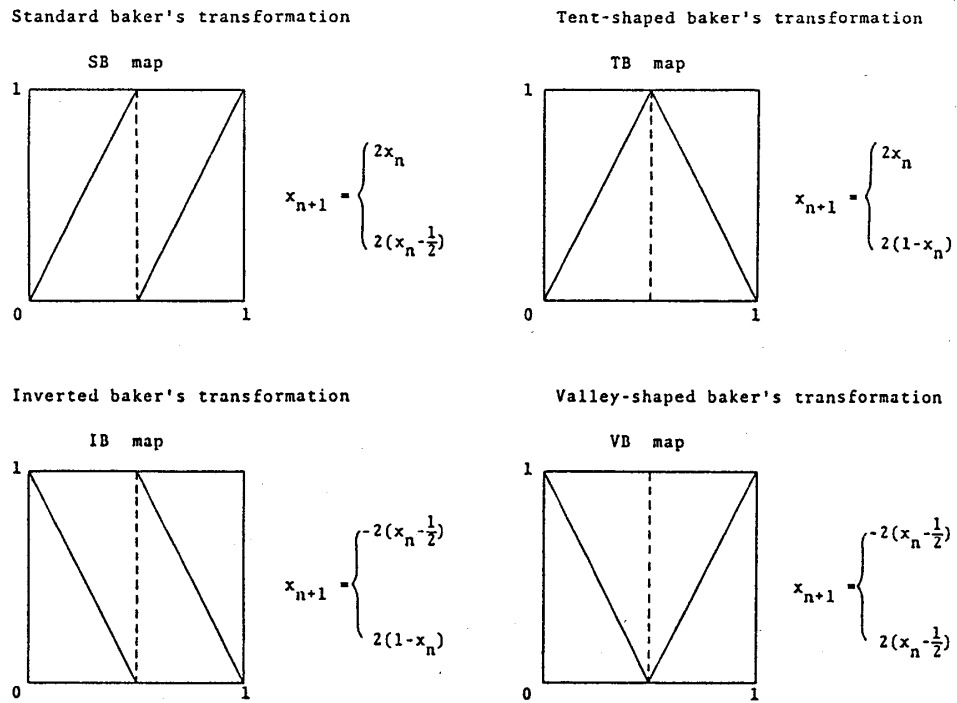 Standard baker's transformation
SB map
1
0
1
x_{n+1} = { 2x_n
2(x_n-1/2)
Tent-shaped baker's transformation
TB map
1
0
1
x_{n+1} = { 2x_n
2(1-x_n)
Inverted baker's transformation
IB map
1
0
1
x_{n+1} = { -2(x_n-1/2)
2(1-x_n)
Valley-shaped baker's transformation
VB map
1
0
1
x_{n+1} = { -2(x_n-1/2)
2(x_n-1/2)